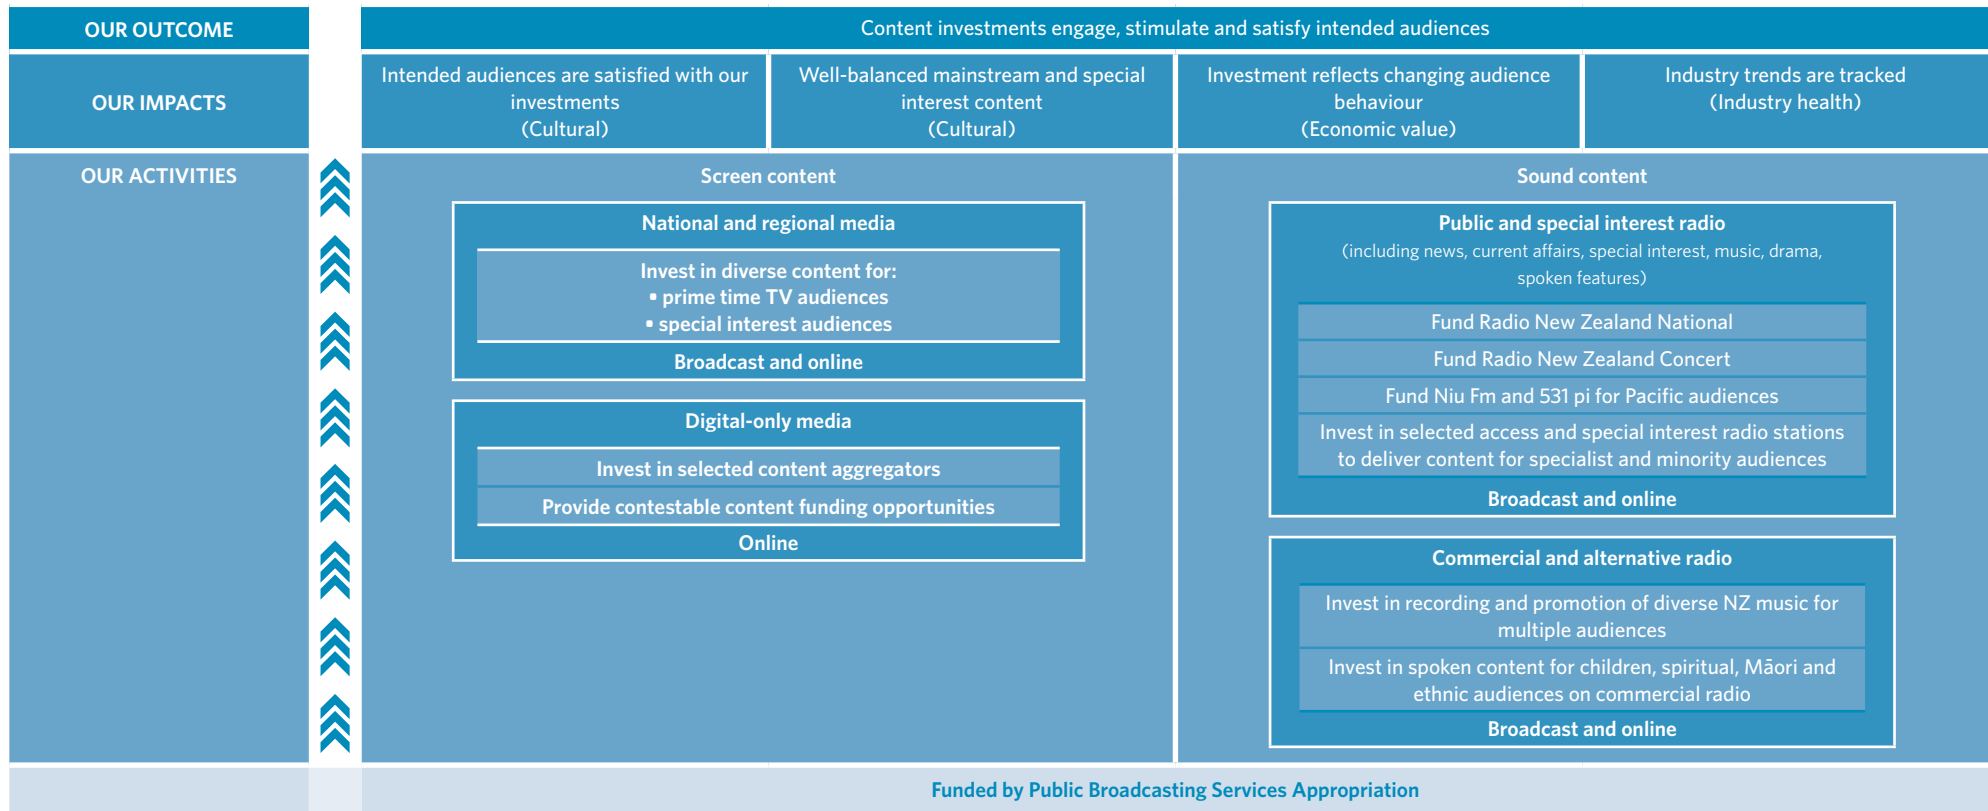 OUR OUTCOME
Content investments engage, stimulate and satisfy intended audiences
OUR IMPACTS
Intended audiences are satisfied with our
investments
(Cultural)
Well-balanced mainstream and special
interest content
(Cultural)
Investment reflects changing audience
behaviour
(Economic value)
Industry trends are tracked
(Industry health)
OUR ACTIVITIES
Screen content
National and regional media
Invest in diverse content for:
• prime time TV audiences
• special interest audiences
Broadcast and online
Digital-only media
Invest in selected content aggregators
Provide contestable content funding opportunities
Online
Sound content
Public and special interest radio
(including news, current affairs, special interest, music, drama,
spoken features)
Fund Radio New Zealand National
Fund Radio New Zealand Concert
Fund Niu Fm and 531 pi for Pacific audiences
Invest in selected access and special interest radio stations
to deliver content for specialist and minority audiences
Broadcast and online
Commercial and alternative radio
Invest in recording and promotion of diverse NZ music for
multiple audiences
Invest in spoken content for children, spiritual, Māori and
ethnic audiences on commercial radio
Broadcast and online
Funded by Public Broadcasting Services Appropriation